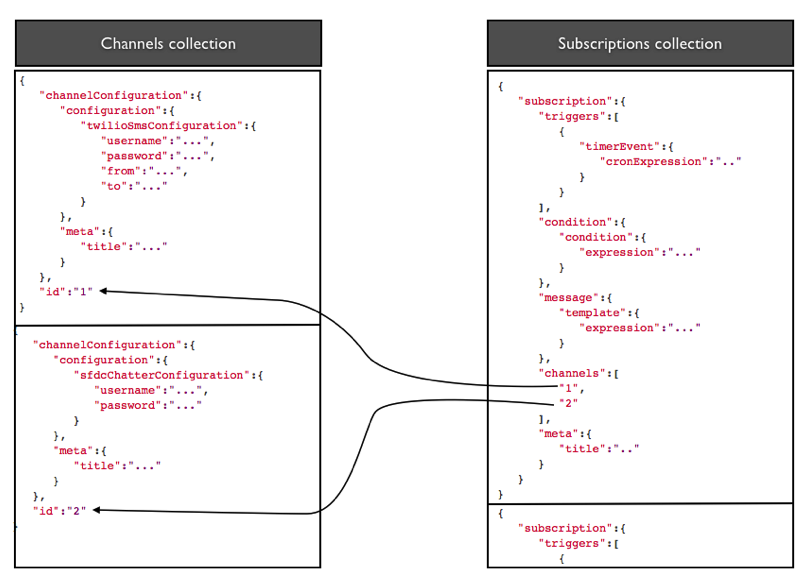 Channels collection
{
"channelConfiguration":{
"configuration":{
"twilioSmsConfiguration":{
"username":"...",
"password":"...",
"from":"...",
"to":"..."
}
},
"meta":{
"title":"..."
}
},
"id":"1"
}
"channelConfiguration":{
"configuration":{
"sfdcChatterConfiguration":{
"username":"...",
"password":"..."
}
},
"meta":{
"title":"..."
}
},
"id":"2"
Subscriptions collection
{
"subscription":{
"triggers":[
{
"timerEvent":{
"cronExpression":".."
}
}
],
"condition":{
"condition":{
"expression":"..."
}
},
"message":{
"template":{
"expression":"..."
}
},
"channels":[
"1",
"2"
],
"meta":{
"title":".."
}
}
}
{
"subscription":{
"triggers":[
{